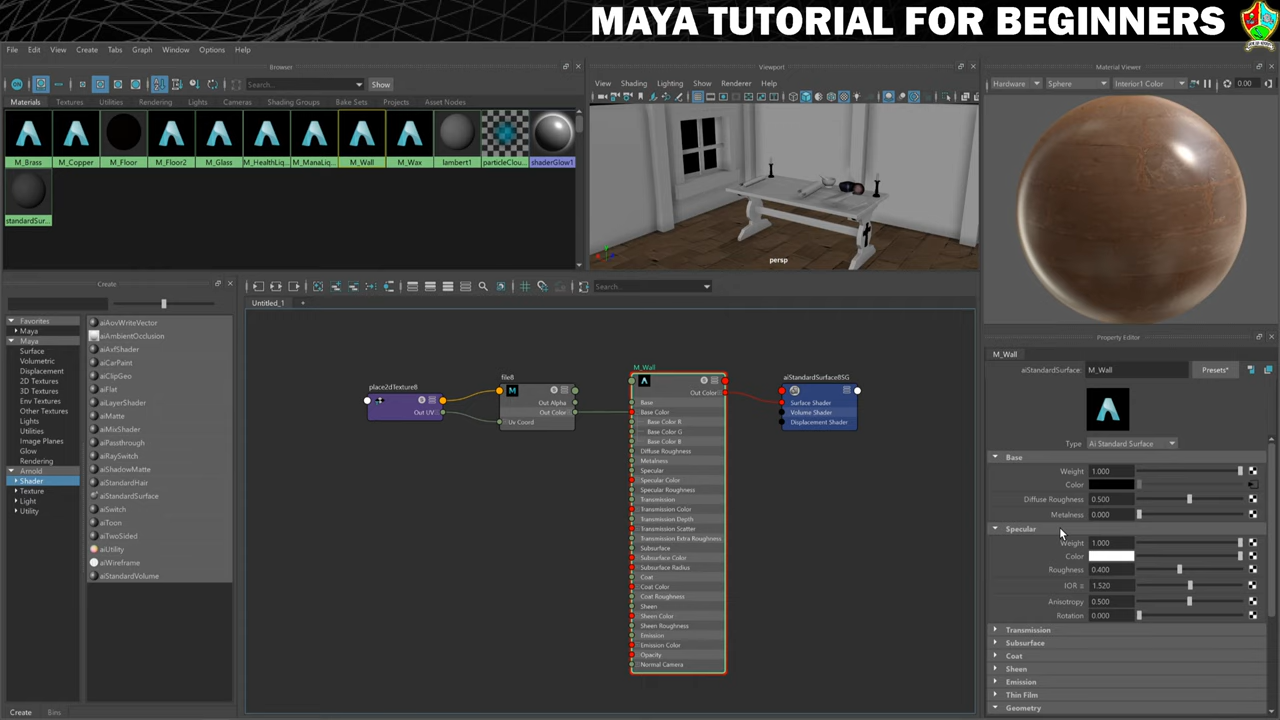 MAYA TUTORIAL FOR BEGINNERS
File Edit View Create Tabs Graph Window Options Help
Browser
ON
Search...
Show
Materials Textures Utilities Rendering Lights Cameras Shading Groups Bake Sets Projects Asset Nodes
M_Brass M_Copper M_Floor M_Floor2 M_Glass M_HealthLiq... M_ManaLiq... M_Wall M_Wax lambert1 particleClou... shaderGlow1
standardSur...
Viewport
View Shading Lighting Show Renderer Help
persp
Material Viewer
Hardware Sphere Interior1 Color 0.00
Create
Favorites
Maya
Maya
Surface
Volumetric
Displacement
2D Textures
3D Textures
Env Textures
Other Textures
Lights
Utilities
Image Planes
Glow
Rendering
Arnold
Shader
Texture
Light
Utility
aiAovWriteVector
aiAmbientOcclusion
aiAxfShader
aiCarPaint
aiClipGeo
aiFlat
aiLayerShader
aiMatte
aiMixShader
aiPassthrough
aiRaySwitch
aiShadowMatte
aiStandardHair
aiStandardSurface
aiSwitch
aiToon
aiTwoSided
aiUtility
aiWireframe
aiStandardVolume
Create Bins
Search...
Untitled_1 +
place2dTexture8
Out UV
file8
Out Alpha
Out Color
Uv Coord
M_Wall
Out Color
Base
Base Color
Base Color R
Base Color G
Base Color B
Diffuse Roughness
Metalness
Specular
Specular Color
Specular Roughness
Transmission
Transmission Color
Transmission Depth
Transmission Scatter
Transmission Extra Roughness
Subsurface
Subsurface Color
Subsurface Radius
Coat
Coat Color
Coat Roughness
Sheen
Sheen Color
Sheen Roughness
Emission
Emission Color
Opacity
Normal Camera
aiStandardSurface8SG
Surface Shader
Volume Shader
Displacement Shader
Property Editor
M_Wall
aiStandardSurface: M_Wall Presets*
Type Ai Standard Surface
Base
Weight 1.000
Color
Diffuse Roughness 0.500
Metalness 0.000
Specular
Weight 1.000
Color
Roughness 0.400
IOR = 1.520
Anisotropy 0.500
Rotation 0.000
Transmission
Subsurface
Coat
Sheen
Emission
Thin Film
Geometry